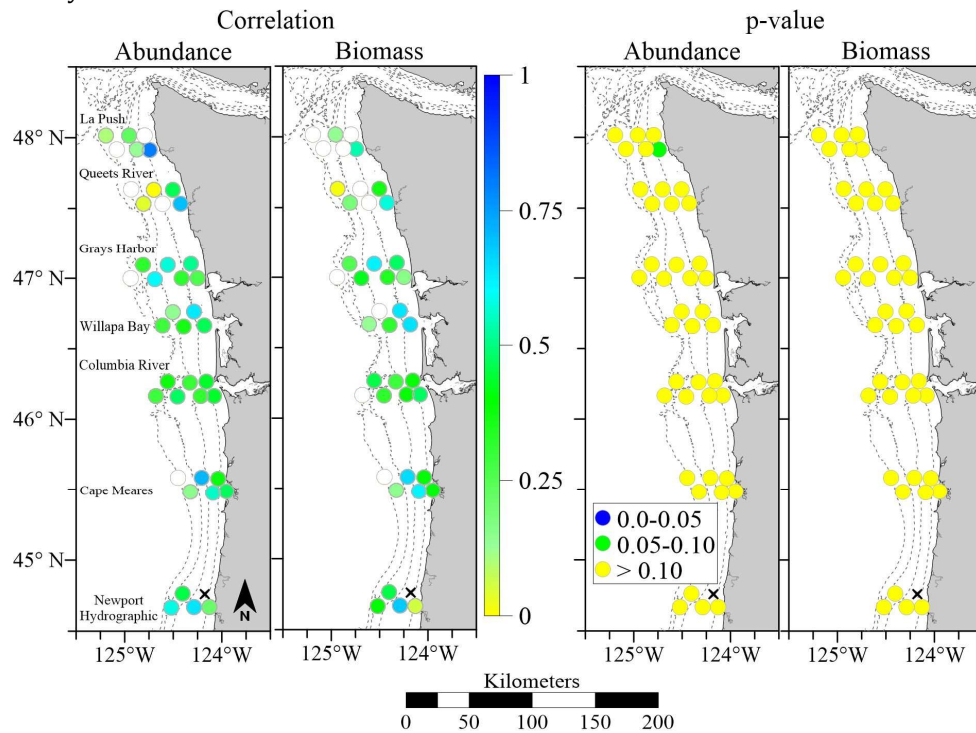 Correlation p-value
Abundance Biomass Abundance Biomass
La Push
48° N
Queets River
Grays Harbor
47° N
Willapa Bay
Columbia River
46° N
Cape Meares
45° N
Newport
Hydrographic
N
1
0.75
0.5
0.25
0
0.0-0.05
0.05-0.10
> 0.10
125°W 124°W 125°W 124°W 125°W 124°W 125°W 124°W
Kilometers
0 25 50 100 150 200